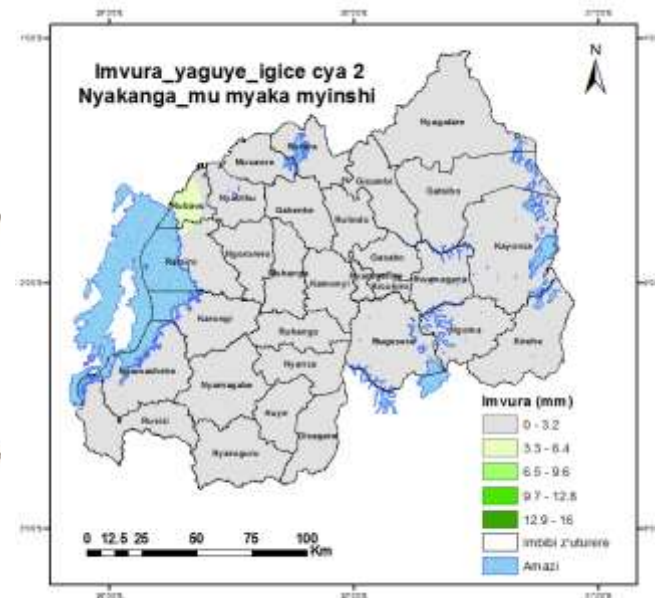 Imvura_yaguye_igice cya 2
Nyakanga_mu myaka myinshi
N
Nyagatare
Musanze
Gicumbi
Gatsibo
Rubavu
Nyabihu
Gakenke
Rulindo
Kayonza
Rutsiro
Ngororero
Muhanga
Kamonyi
Gasabo
Rwamagana
Karongi
Ruhango
Bugesera
Ngoma
Kirehe
Nyamasheke
Nyamagabe
Nyanza
Huye
Gisagara
Rusizi
Nyaruguru
Imvura (mm)
0 - 3.2
3.3 - 6.4
6.5 - 9.6
9.7 - 12.8
12.9 - 16
Imbibi z'uturere
Amazi
0 12.5 25 50 75 100
Km